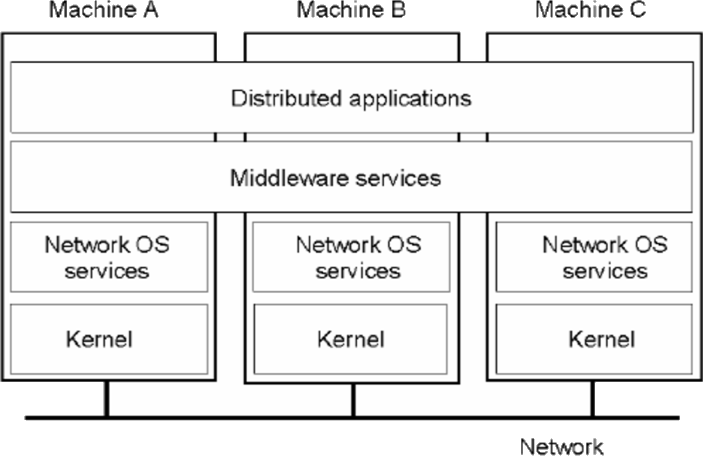 Machine A
Machine B
Machine C
Distributed applications
Middleware services
Network OS
services
Network OS
services
Network OS
services
Kernel
Kernel
Kernel
Network